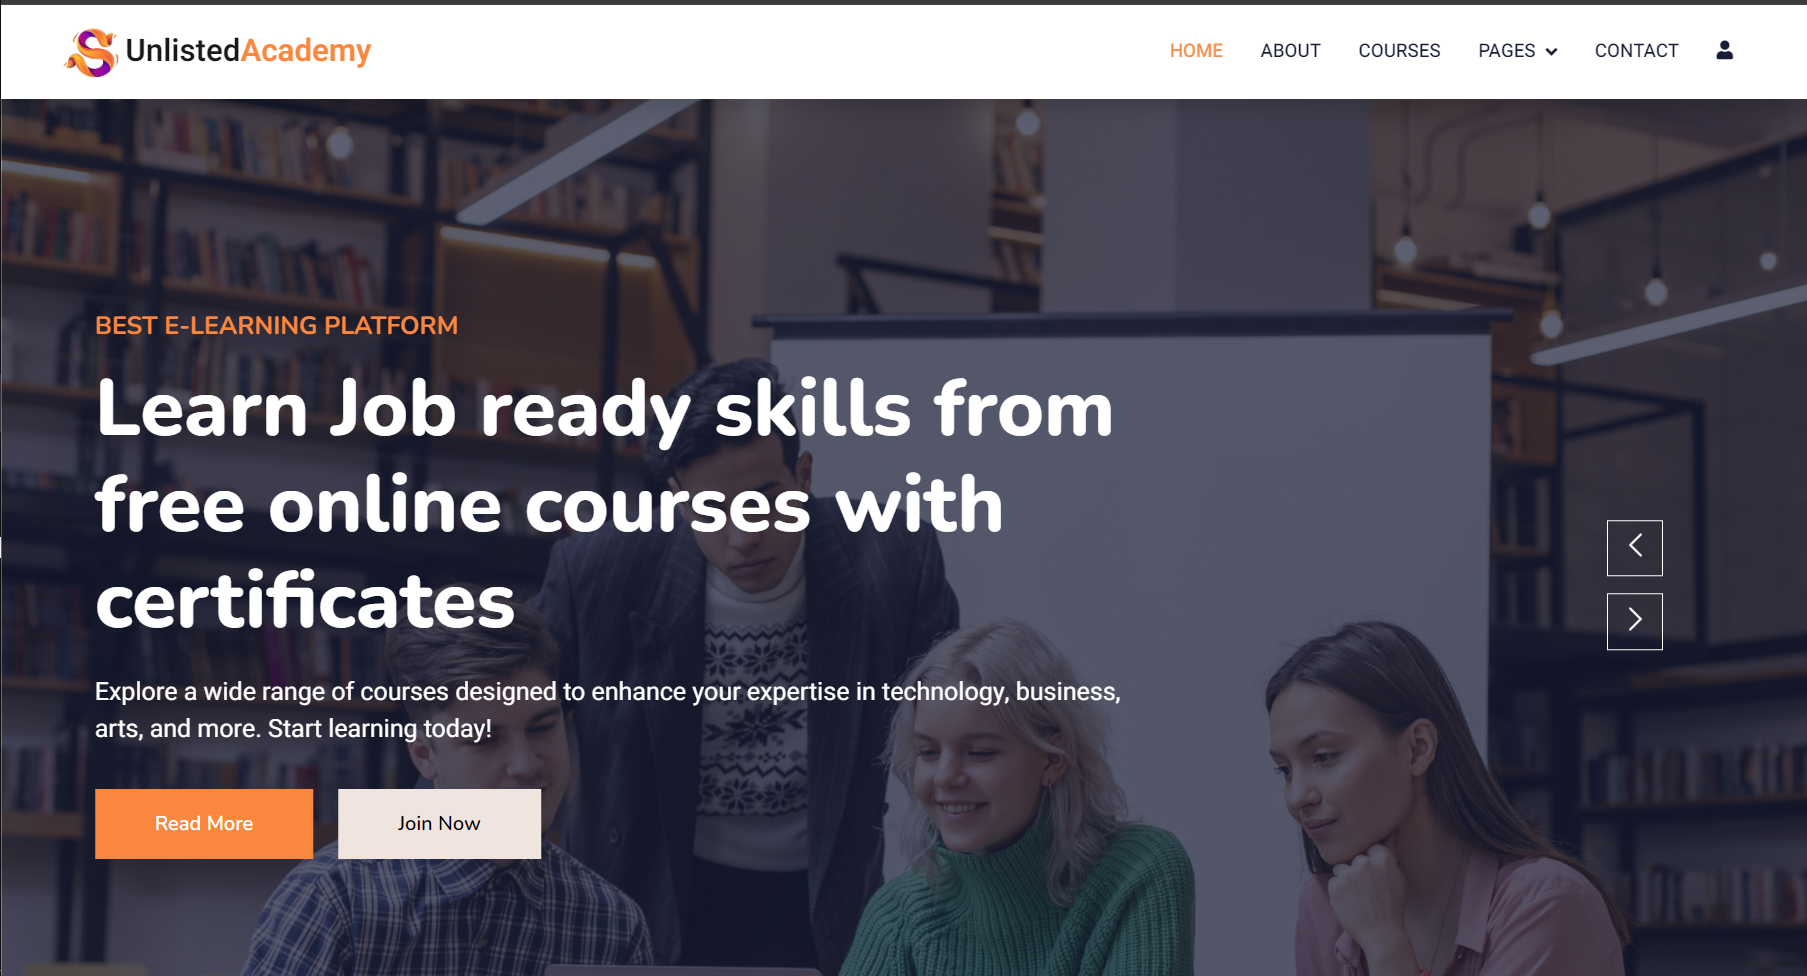 UnlistedAcademy
HOME ABOUT COURSES PAGES CONTACT
BEST E-LEARNING PLATFORM
Learn Job ready skills from
free online courses with
certificates
Explore a wide range of courses designed to enhance your expertise in technology, business,
arts, and more. Start learning today!
Read More Join Now